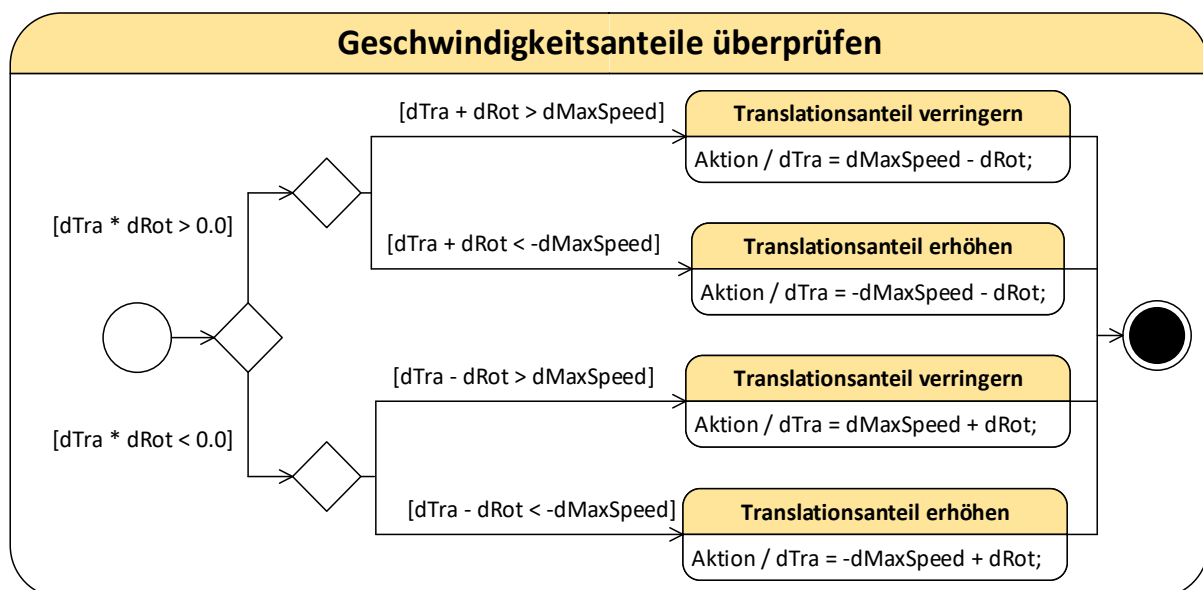 Geschwindigkeitsanteile überprüfen
[dTra + dRot > dMaxSpeed]
Translationsanteil verringern
Aktion / dTra = dMaxSpeed - dRot;
[dTra * dRot > 0.0]
[dTra + dRot < -dMaxSpeed]
Translationsanteil erhöhen
Aktion / dTra = -dMaxSpeed - dRot;
[dTra - dRot > dMaxSpeed]
Translationsanteil verringern
Aktion / dTra = dMaxSpeed + dRot;
[dTra * dRot < 0.0]
[dTra - dRot < -dMaxSpeed]
Translationsanteil erhöhen
Aktion / dTra = -dMaxSpeed + dRot;